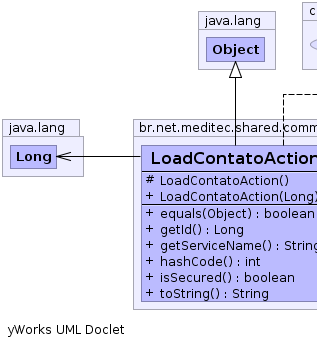 java.lang
c
Object
java.lang
Long
br.net.meditec.shared.comm
LoadContatoAction
# LoadContatoAction()
+ LoadContatoAction(Long)
+ equals(Object) : boolean
+ getId() : Long
+ getServiceName() : String
+ hashCode() : int
+ isSecured() : boolean
+ toString() : String
yWorks UML Doclet